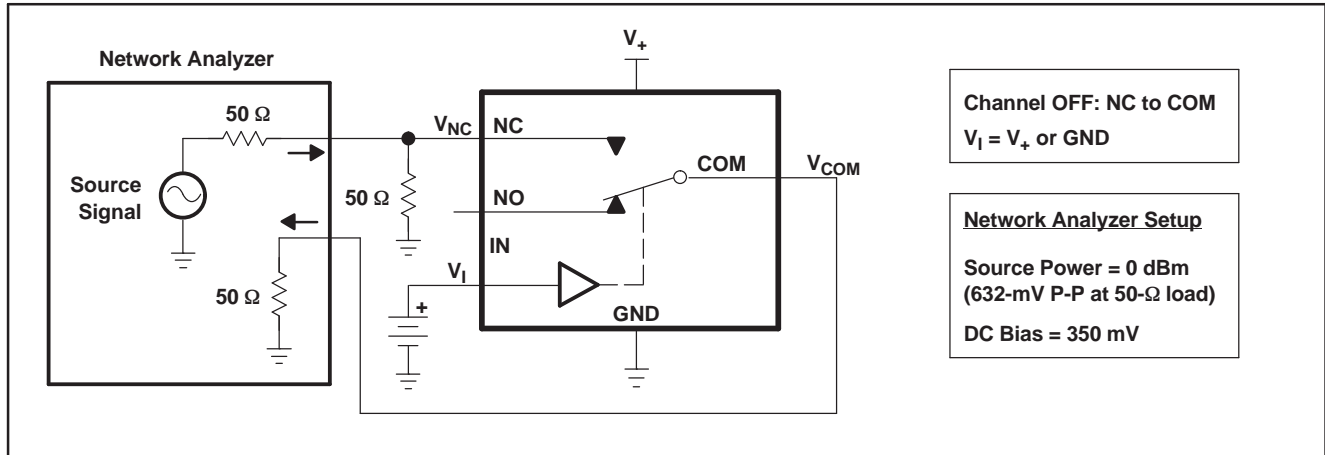 Network Analyzer
50 Ω
Source
Signal
50 Ω
50 Ω
V+
VNC
NC
NO
IN
VI
+
GND
COM
VCOM
Channel OFF: NC to COM
VI = V+ or GND
Network Analyzer Setup
Source Power = 0 dBm
(632-mV P-P at 50-Ω load)
DC Bias = 350 mV